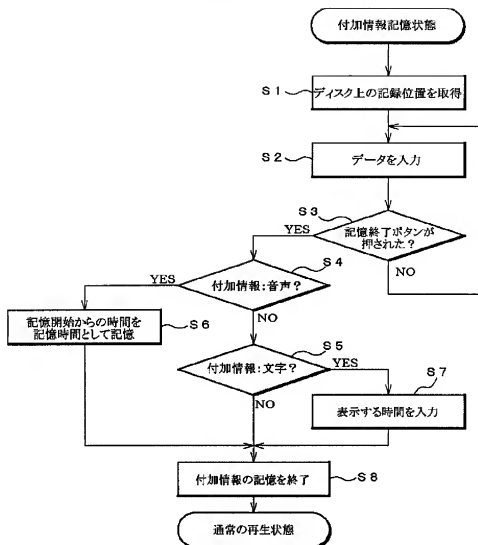 付加情報記憶状態
S1
ディスク上の記録位置を取得
S2
データを入力
S3
記憶終了ボタンが
押された?
YES
NO
S4
付加情報:音声?
YES
NO
S6
記憶開始からの時間を
記憶時間として記憶
S5
付加情報:文字?
YES
NO
S7
表示する時間を入力
付加情報の記憶を終了
S8
通常の再生状態